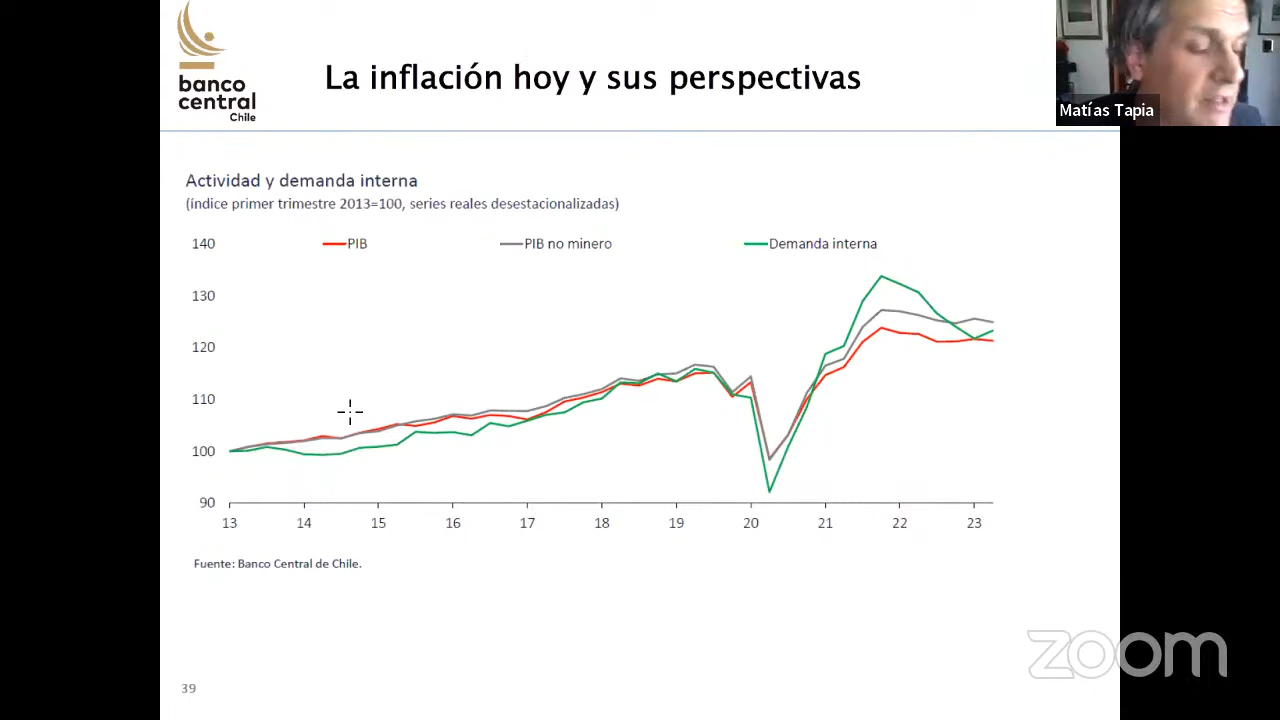 banco
central
Chile
La inflación hoy y sus perspectivas
Matías Tapia
Actividad y demanda interna
(índice primer trimestre 2013=100, series reales desestacionalizadas)
PIB
PIB no minero
Demanda interna
140
130
120
110
100
90
13 14 15 16 17 18 19 20 21 22 23
Fuente: Banco Central de Chile.
zoom
39